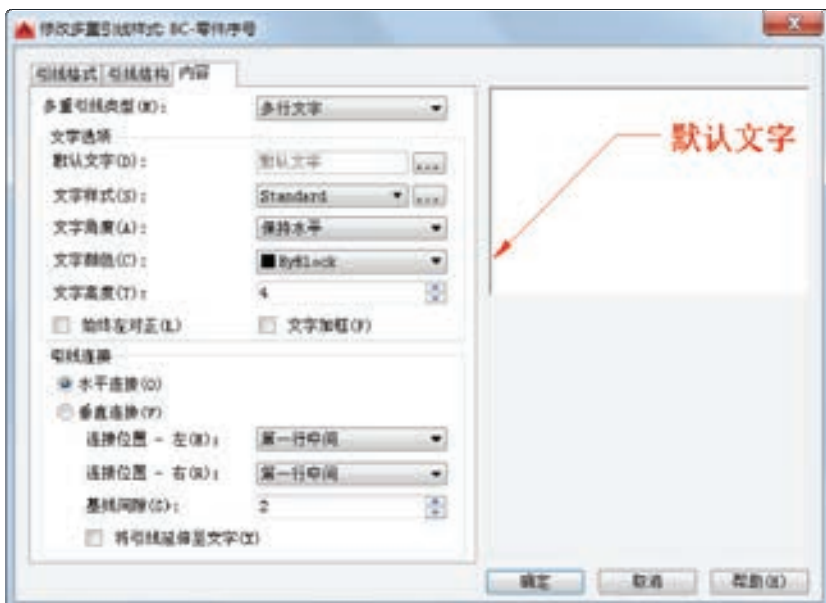 修改多重引线样式: BC-零件序号
引线格式 引线结构 内容
多重引线类型(M): 多行文字
文字选项
默认文字(D): 默认文字 ...
文字样式(S): Standard ...
文字角度(A): 保持水平
文字颜色(C): ByBlock
文字高度(T): 4
始终左对正(L) 文字加框(F)
引线连接
水平连接(O)
垂直连接(V)
连接位置 - 左(E): 第一行中间
连接位置 - 右(R): 第一行中间
基线间隙(G): 2
将引线延伸至文字(X)
默认文字
确定 取消 帮助(H)